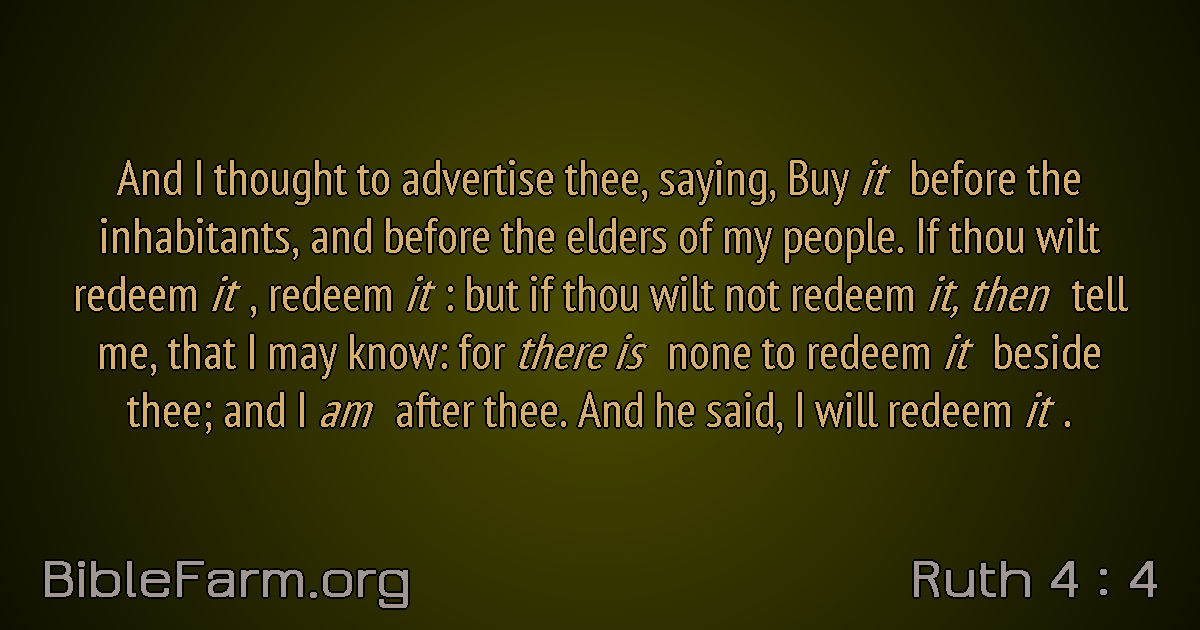 And I thought to advertise thee, saying, Buy it before the
inhabitants, and before the elders of my people. If thou wilt
redeem it , redeem it : but if thou wilt not redeem it, then tell
me, that I may know: for there is none to redeem it beside
thee; and I am after thee. And he said, I will redeem it .
BibleFarm.org
Ruth 4 : 4